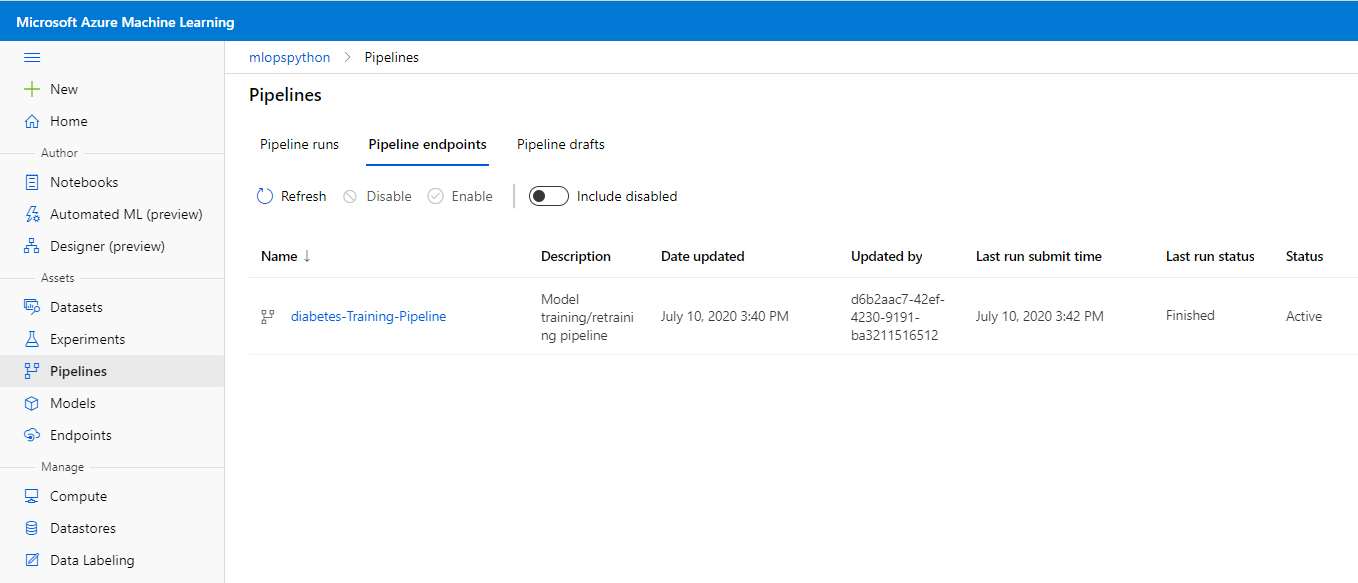 Microsoft Azure Machine Learning
New
Home
Author
Notebooks
Automated ML (preview)
Designer (preview)
Assets
Datasets
Experiments
Pipelines
Models
Endpoints
Manage
Compute
Datastores
Data Labeling
mlopspython > Pipelines
Pipelines
Pipeline runs Pipeline endpoints Pipeline drafts
Refresh Disable Enable Include disabled
Name ↓ Description Date updated Updated by Last run submit time Last run status Status
diabetes-Training-Pipeline
Model
training/retraini
ng pipeline
July 10, 2020 3:40 PM
d6b2aac7-42ef-
4230-9191-
ba3211516512
July 10, 2020 3:42 PM
Finished
Active